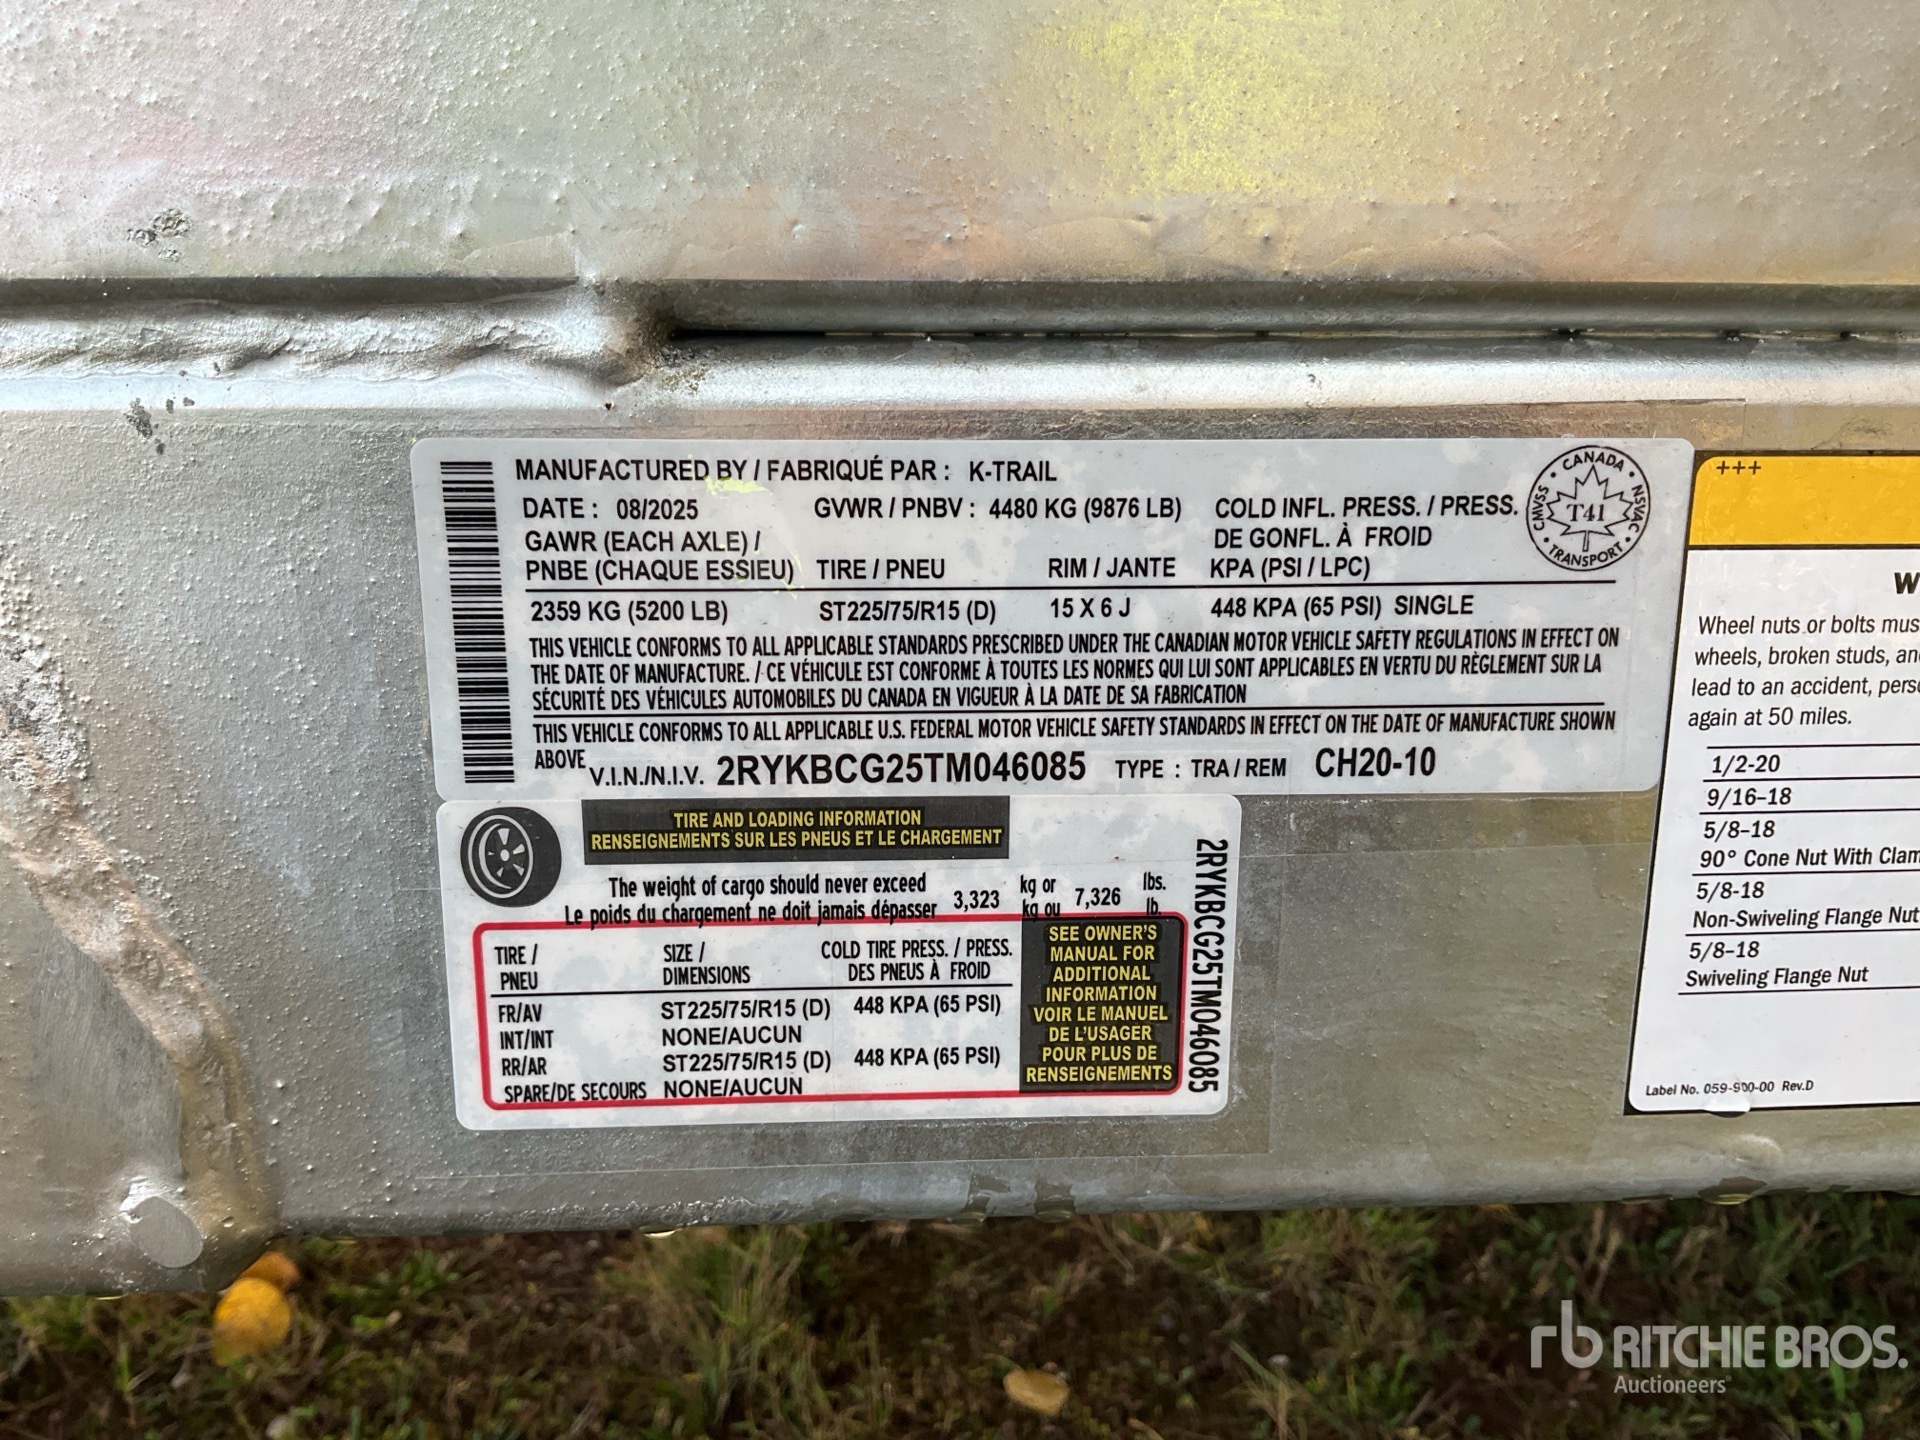 MANUFACTURED BY / FABRIQUÉ PAR : K-TRAIL
DATE : 08/2025 GVWR / PNBV : 4480 KG (9876 LB) COLD INFL. PRESS. / PRESS.
DE GONFL. À FROID
GAWR (EACH AXLE) /
PNBE (CHAQUE ESSIEU) TIRE / PNEU RIM / JANTE KPA (PSI / LPC)
2359 KG (5200 LB) ST225/75/R15 (D) 15 X 6 J 448 KPA (65 PSI) SINGLE
THIS VEHICLE CONFORMS TO ALL APPLICABLE STANDARDS PRESCRIBED UNDER THE CANADIAN MOTOR VEHICLE SAFETY REGULATIONS IN EFFECT ON
THE DATE OF MANUFACTURE. / CE VÉHICULE EST CONFORME À TOUTES LES NORMES QUI LUI SONT APPLICABLES EN VERTU DU RÈGLEMENT SUR LA
SÉCURITÉ DES VÉHICULES AUTOMOBILES DU CANADA EN VIGUEUR À LA DATE DE SA FABRICATION
THIS VEHICLE CONFORMS TO ALL APPLICABLE U.S. FEDERAL MOTOR VEHICLE SAFETY STANDARDS IN EFFECT ON THE DATE OF MANUFACTURE SHOWN
ABOVE V.I.N./N.I.V. 2RYKBCG25TM046085 TYPE : TRA / REM CH20-10
CANADA
CMVSS T41 NSVAC
TRANSPORT
TIRE AND LOADING INFORMATION
RENSEIGNEMENTS SUR LES PNEUS ET LE CHARGEMENT
The weight of cargo should never exceed 3,323 kg or 7,326 lbs.
Le poids du chargement ne doit jamais dépasser kg ou lb.
TIRE / SIZE / COLD TIRE PRESS. / PRESS.
PNEU DIMENSIONS DES PNEUS À FROID
FR/AV ST225/75/R15 (D) 448 KPA (65 PSI)
INT/INT NONE/AUCUN
RR/AR ST225/75/R15 (D) 448 KPA (65 PSI)
SPARE/DE SECOURS NONE/AUCUN
SEE OWNER'S
MANUAL FOR
ADDITIONAL
INFORMATION
VOIR LE MANUEL
DE L'USAGER
POUR PLUS DE
RENSEIGNEMENTS
2RYKBCG25TM046085
+++
W
Wheel nuts or bolts mus
wheels, broken studs, an
lead to an accident, pers
again at 50 miles.
1/2-20
9/16-18
5/8-18
90° Cone Nut With Clam
5/8-18
Non-Swiveling Flange Nut
5/8-18
Swiveling Flange Nut
Label No. 059-900-00 Rev.D
rb RITCHIE BROS.
Auctioneers